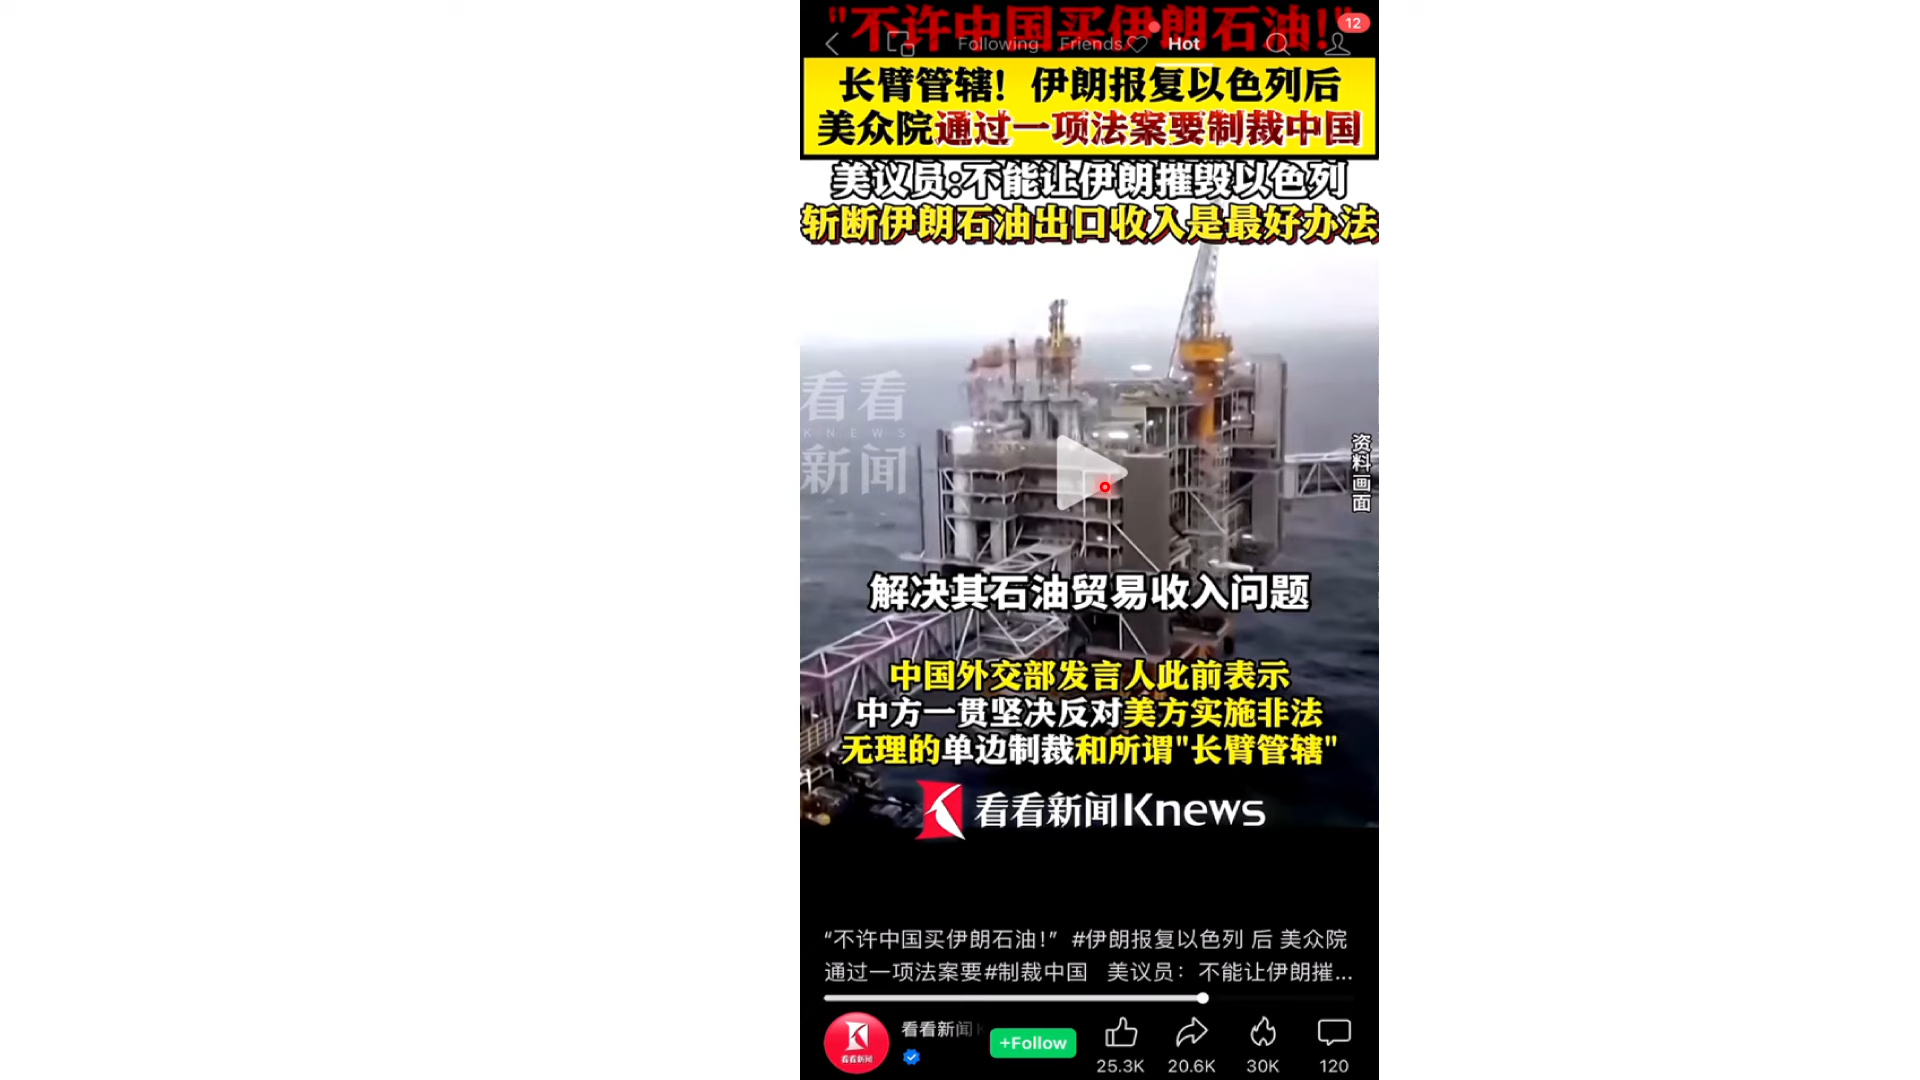 "不许中国买伊朗石油!"
12
Following Friends Hot
长臂管辖! 伊朗报复以色列后
美众院通过一项法案要制裁中国
美议员:不能让伊朗摧毁以色列
斩断伊朗石油出口收入是最好办法
看看
KNEWS
新闻
资料画面
解决其石油贸易收入问题
中国外交部发言人此前表示
中方一贯坚决反对美方实施非法
无理的单边制裁和所谓"长臂管辖"
看看新闻Knews
“不许中国买伊朗石油!” #伊朗报复以色列 后 美众院
通过一项法案要#制裁中国 美议员：不能让伊朗摧...
看看新闻K
看看新闻
+Follow
25.3K 20.6K 30K 120